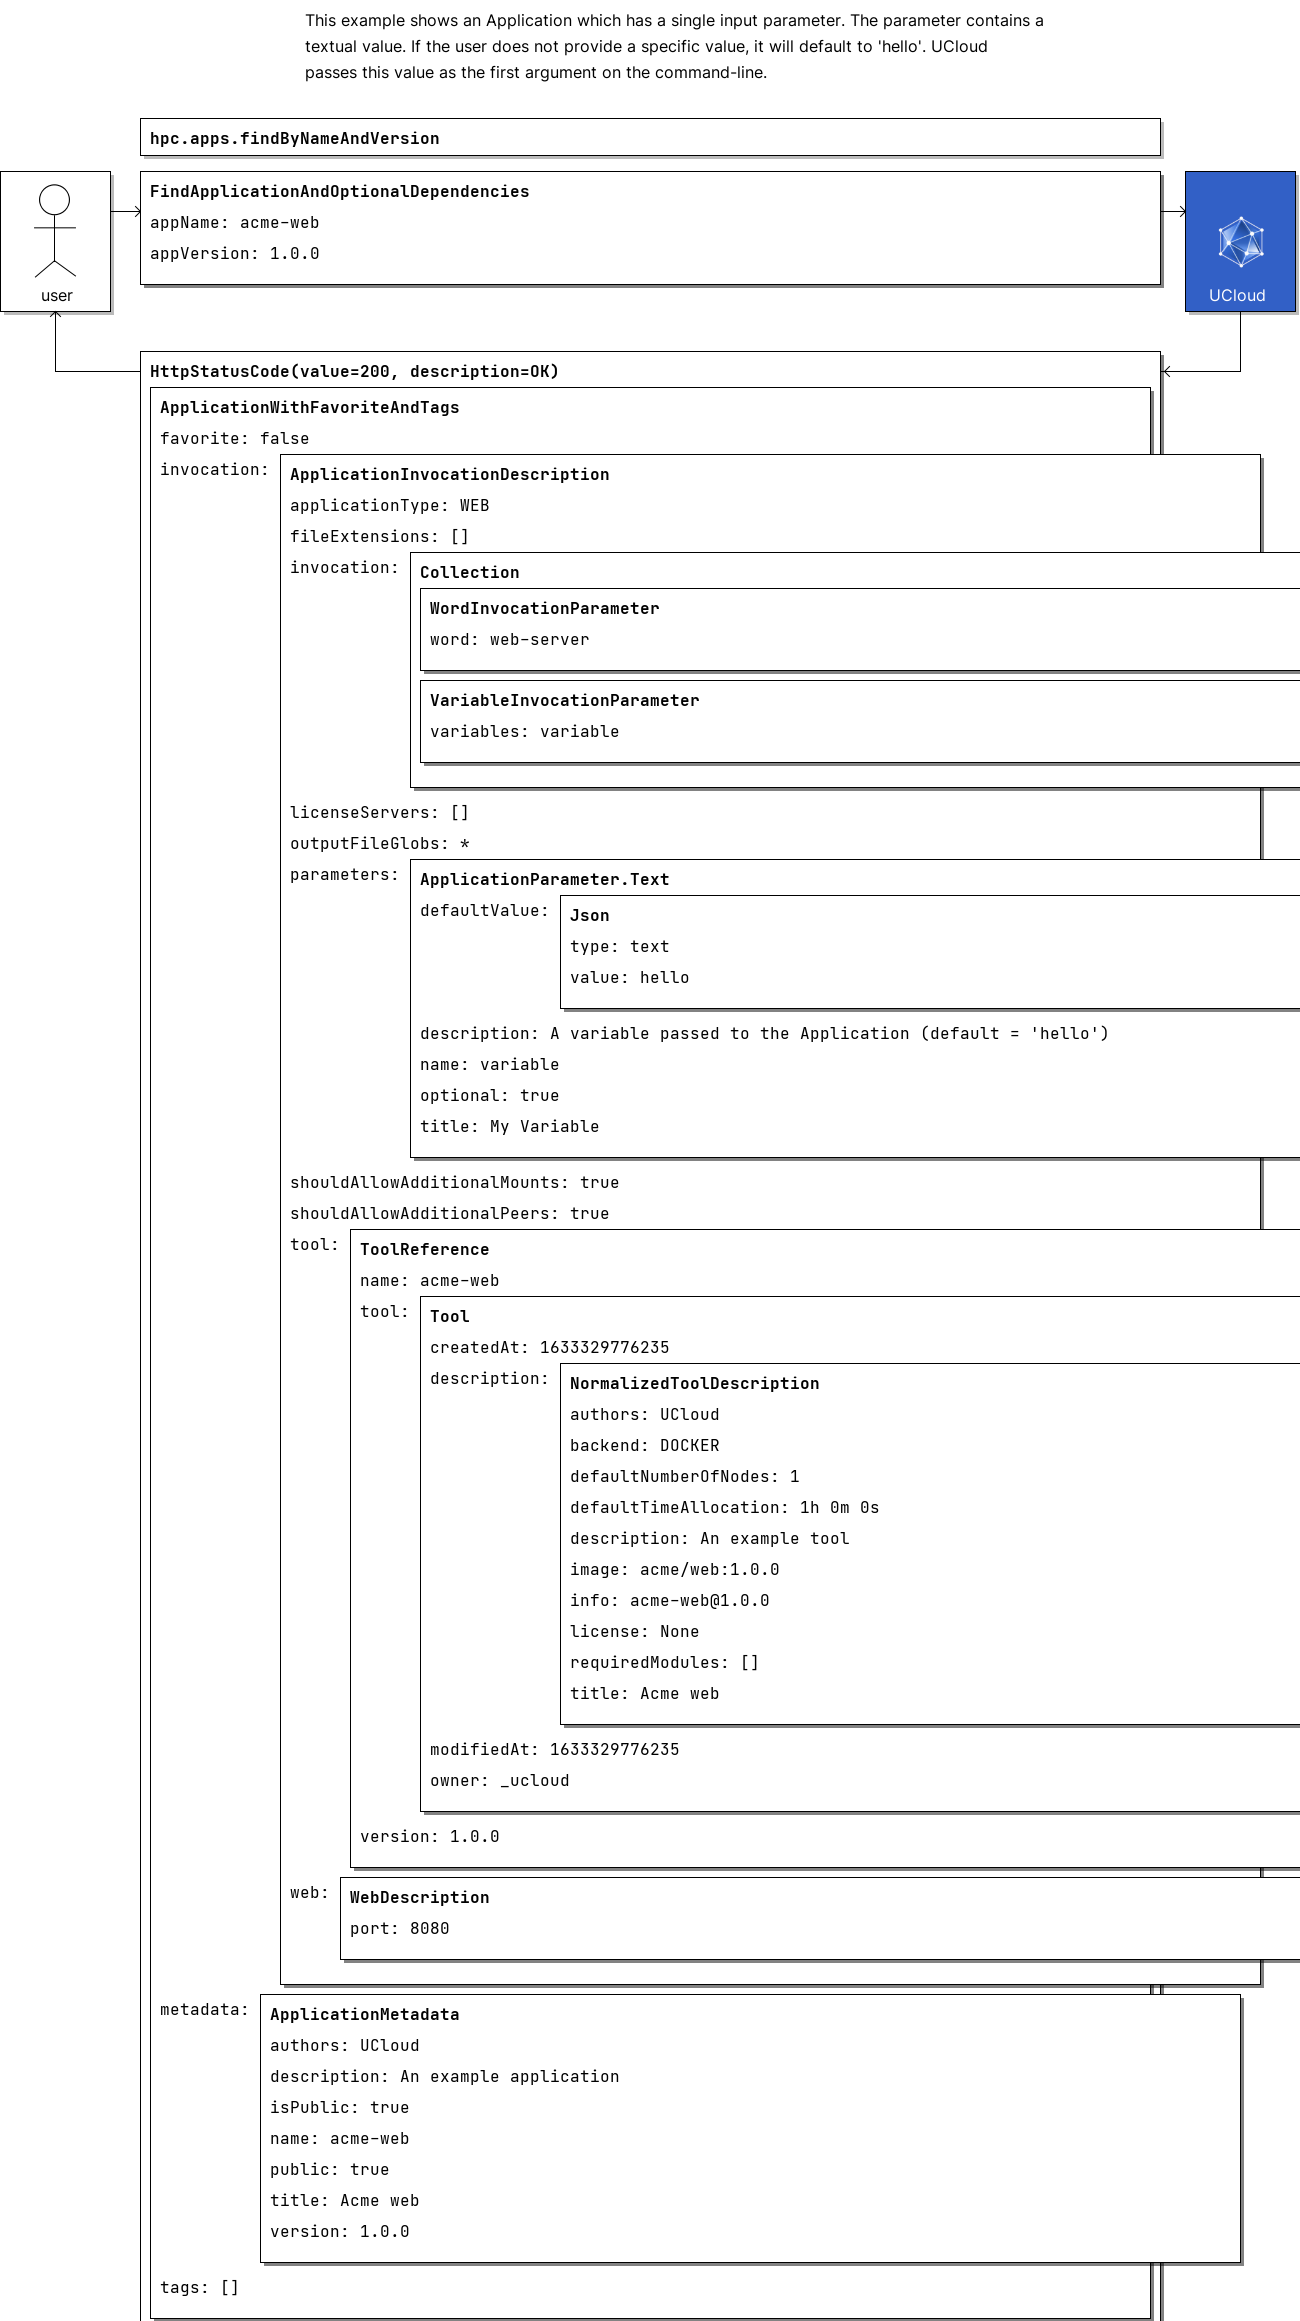 This example shows an Application which has a single input parameter. The parameter contains a
textual value. If the user does not provide a specific value, it will default to 'hello'. UCloud
passes this value as the first argument on the command-line.
hpc.apps.findByNameAndVersion
FindApplicationAndOptionalDependencies
appName: acme-web
appVersion: 1.0.0
user
UCloud
HttpStatusCode(value=200, description=OK)
ApplicationWithFavoriteAndTags
favorite: false
invocation:
ApplicationInvocationDescription
applicationType: WEB
fileExtensions: []
invocation:
Collection
WordInvocationParameter
word: web-server
VariableInvocationParameter
variables: variable
licenseServers: []
outputFileGlobs: *
parameters:
ApplicationParameter.Text
defaultValue:
Json
type: text
value: hello
description: A variable passed to the Application (default = 'hello')
name: variable
optional: true
title: My Variable
shouldAllowAdditionalMounts: true
shouldAllowAdditionalPeers: true
tool:
ToolReference
name: acme-web
tool:
Tool
createdAt: 1633329776235
description:
NormalizedToolDescription
authors: UCloud
backend: DOCKER
defaultNumberOfNodes: 1
defaultTimeAllocation: 1h 0m 0s
description: An example tool
image: acme/web:1.0.0
info: acme-web@1.0.0
license: None
requiredModules: []
title: Acme web
modifiedAt: 1633329776235
owner: _ucloud
version: 1.0.0
web:
WebDescription
port: 8080
metadata:
ApplicationMetadata
authors: UCloud
description: An example application
isPublic: true
name: acme-web
public: true
title: Acme web
version: 1.0.0
tags: []